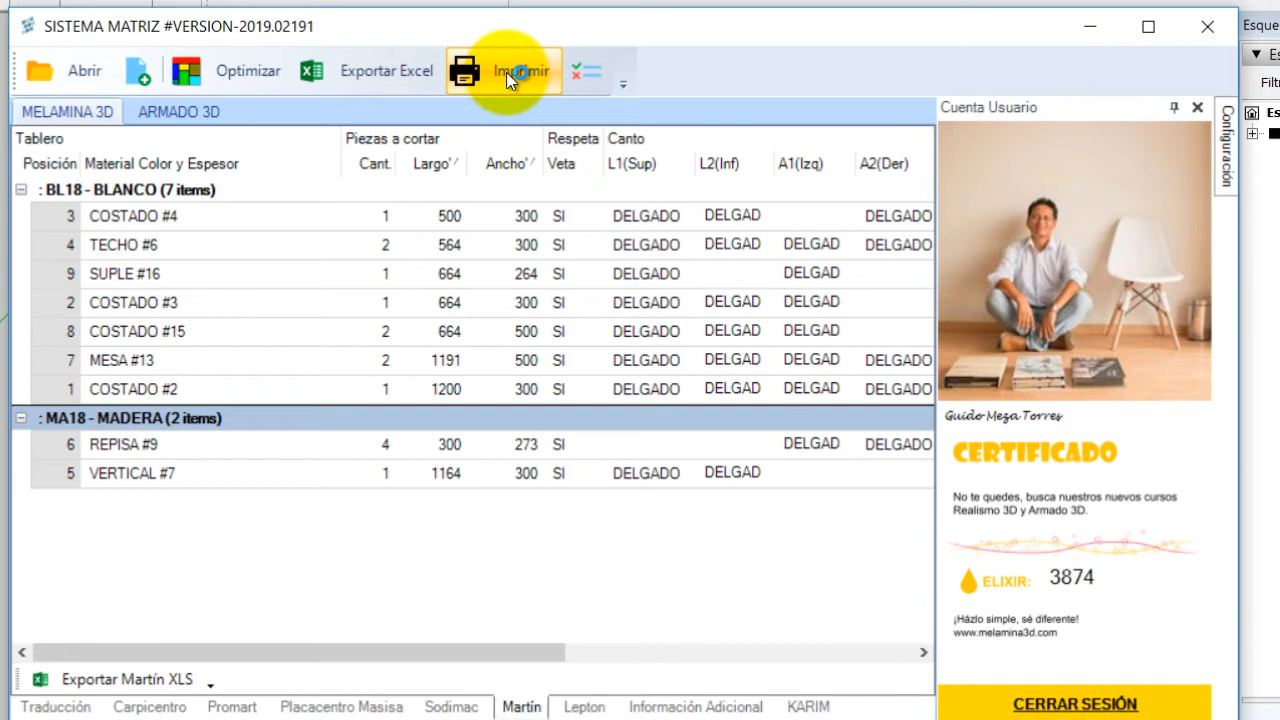 SISTEMA MATRIZ #VERSION-2019.02191
Abrir Optimizar Exportar Excel Imprimir
MELAMINA 3D ARMADO 3D
Tablero Piezas a cortar Respeta Canto
Posición Material Color y Espesor Cant. Largo'/ Ancho'/ Veta L1(Sup) L2(Inf) A1(Izq) A2(Der)
: BL18 - BLANCO (7 items)
3 COSTADO #4 1 500 300 SI DELGADO DELGAD DELGADO
4 TECHO #6 2 564 300 SI DELGADO DELGAD DELGAD DELGADO
9 SUPLE #16 1 664 264 SI DELGADO DELGAD
2 COSTADO #3 1 664 300 SI DELGADO DELGAD DELGAD
8 COSTADO #15 2 664 500 SI DELGADO DELGAD DELGAD
7 MESA #13 2 1191 500 SI DELGADO DELGAD DELGAD DELGADO
1 COSTADO #2 1 1200 300 SI DELGADO DELGAD DELGAD DELGADO
: MA18 - MADERA (2 items)
6 REPISA #9 4 300 273 SI DELGAD DELGADO
5 VERTICAL #7 1 1164 300 SI DELGADO DELGAD
Exportar Martín XLS
Traducción Carpicentro Promart Placacentro Masisa Sodimac Martín Lepton Información Adicional KARIM
Cuenta Usuario
Configuración
Guido Meza Torres
CERTIFICADO
No te quedes, busca nuestros nuevos cursos
Realismo 3D y Armado 3D.
ELIXIR: 3874
¡Házlo simple, sé diferente!
www.melamina3d.com
CERRAR SESIÓN
Esque
Es
Filtr
Es